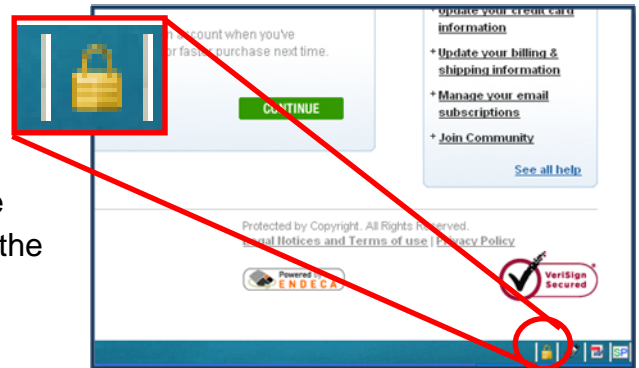 Update your credit card
information
account when you've
faster purchase next time.
Update your billing &
shipping information
CONTINUE
Manage your email
subscriptions
Join Community
See all help
the
Protected by Copyright. All Rights Reserved.
Legal Notices and Terms of use | Privacy Policy
Powered by
ENDECA
VeriSign
Secured
SP